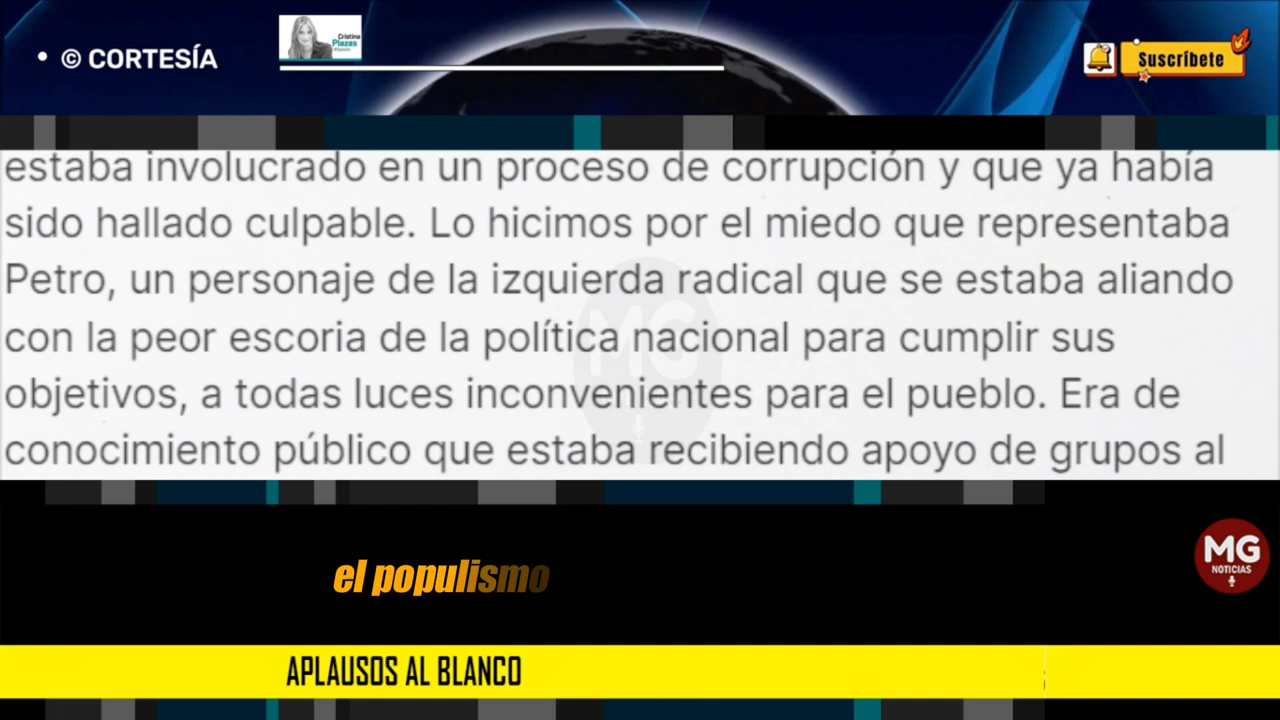 • © CORTESÍA
Cristina
Plazas
Suscríbete
estaba involucrado en un proceso de corrupción y que ya había
sido hallado culpable. Lo hicimos por el miedo que representaba
Petro, un personaje de la izquierda radical que se estaba aliando
con la peor escoria de la política nacional para cumplir sus
objetivos, a todas luces inconvenientes para el pueblo. Era de
conocimiento público que estaba recibiendo apoyo de grupos al
MG
el populismo
MG
NOTICIAS
APLAUSOS AL BLANCO